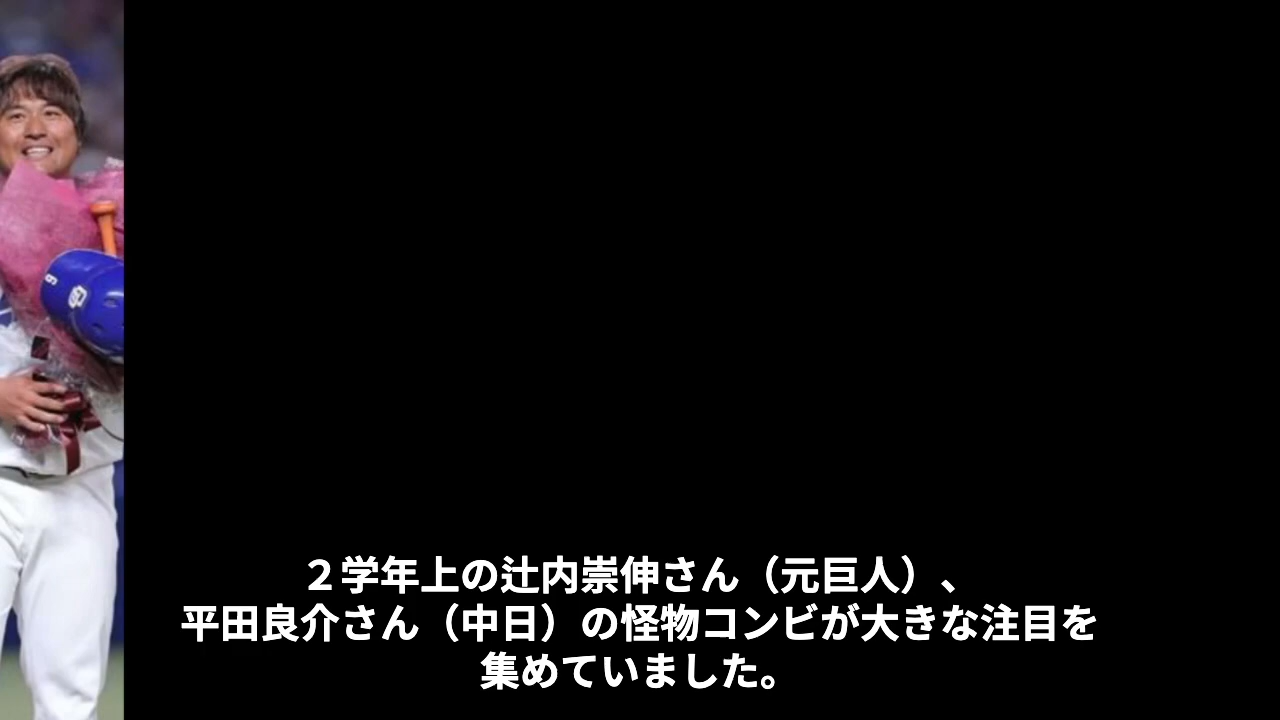 ２学年上の辻内崇伸さん（元巨人）、
平田良介さん（中日）の怪物コンビが大きな注目を
集めていました。
6